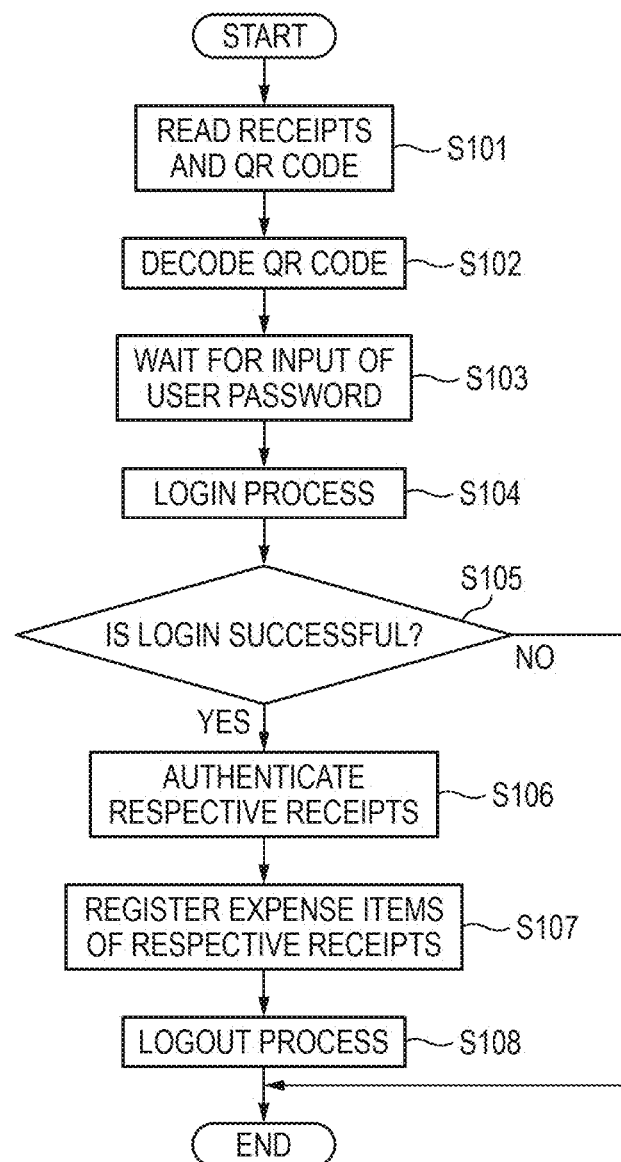 START
READ RECEIPTS
AND QR CODE
S101
DECODE QR CODE
S102
WAIT FOR INPUT OF
USER PASSWORD
S103
LOGIN PROCESS
S104
S105
IS LOGIN SUCCESSFUL?
NO
YES
AUTHENTICATE
RESPECTIVE RECEIPTS
S106
REGISTER EXPENSE ITEMS
OF RESPECTIVE RECEIPTS
S107
LOGOUT PROCESS
S108
END